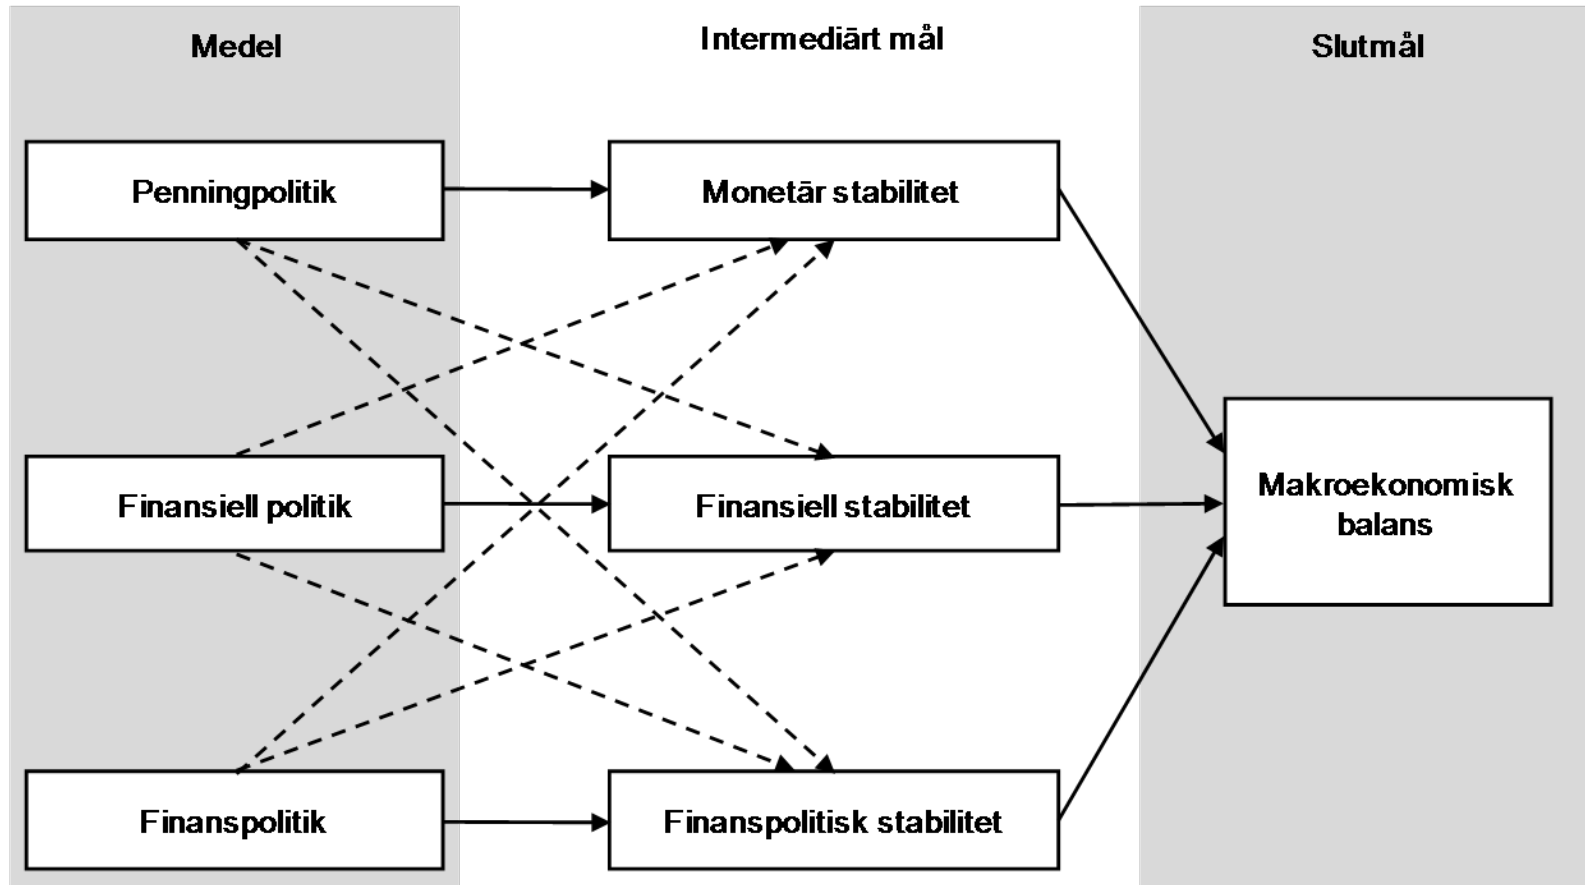 Medel
Intermediärt mål
Slutmål
Penningpolitik
Monetär stabilitet
Finansiell politik
Finansiell stabilitet
Makroekonomisk
balans
Finanspolitik
Finanspolitisk stabilitet